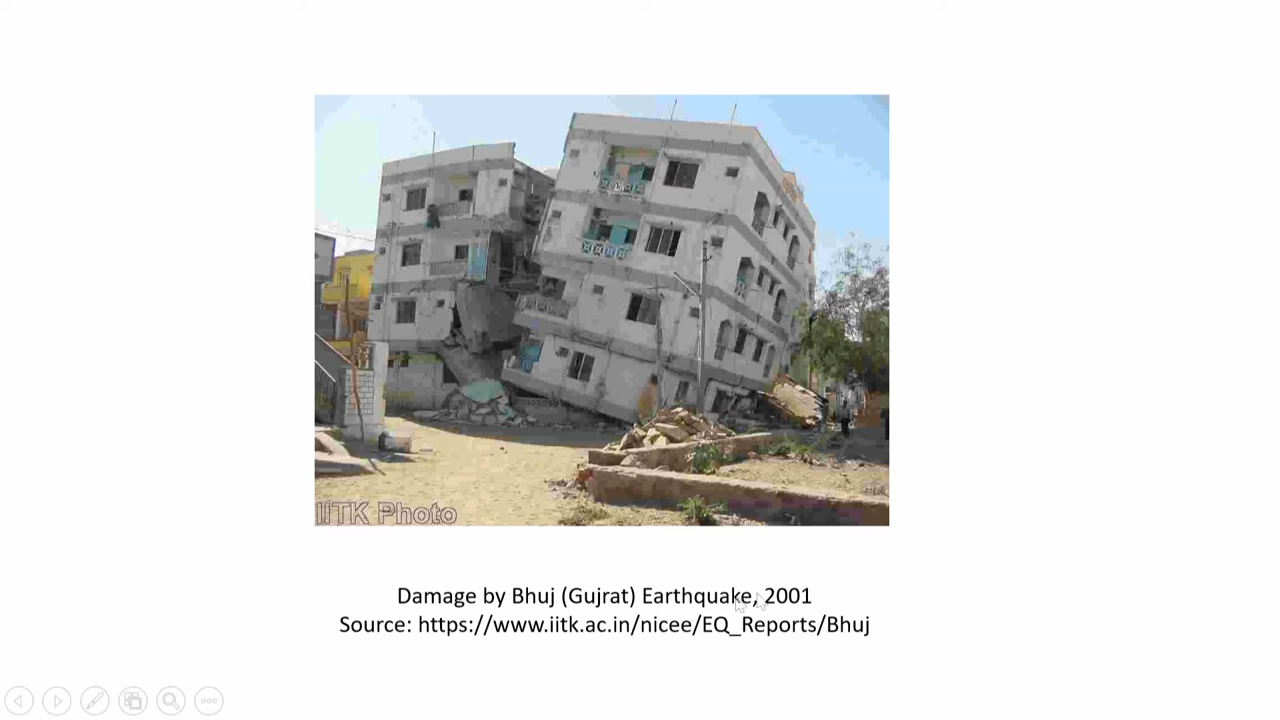 IITK Photo
Damage by Bhuj (Gujrat) Earthquake, 2001
Source: https://www.iitk.ac.in/nicee/EQ_Reports/Bhuj